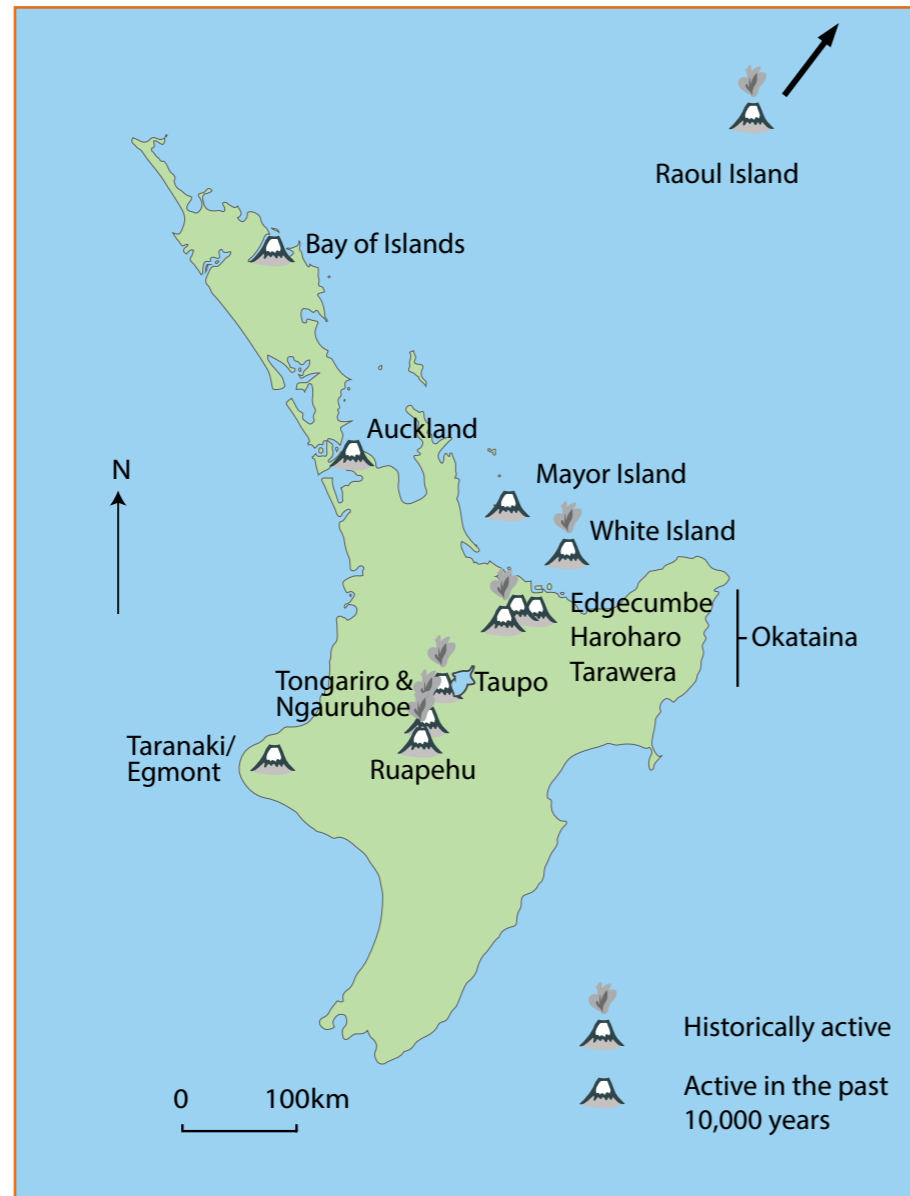 Raoul Island
Bay of Islands
Auckland
N
Mayor Island
White Island
Edgecumbe
Haroharo
Tarawera
Okataina
Tongariro &
Ngauruhoe
Taupo
Taranaki/
Egmont
Ruapehu
Historically active
0 100km
Active in the past
10,000 years